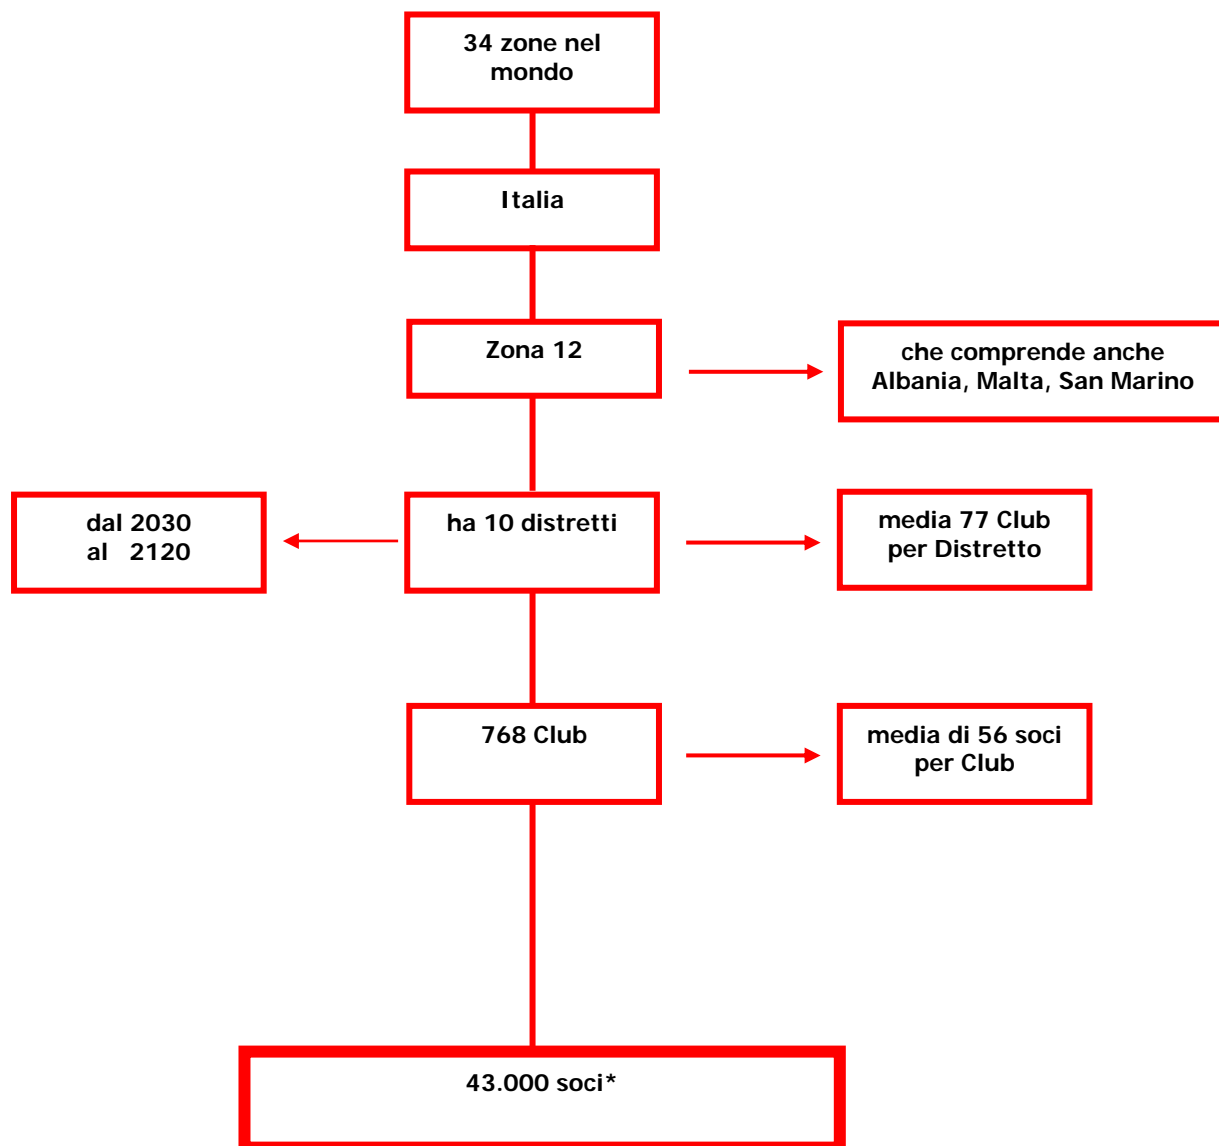 34 zone nel
mondo
Italia
Zona 12
che comprende anche
Albania, Malta, San Marino
dal 2030
al 2120
ha 10 distretti
media 77 Club
per Distretto
768 Club
media di 56 soci
per Club
43.000 soci*